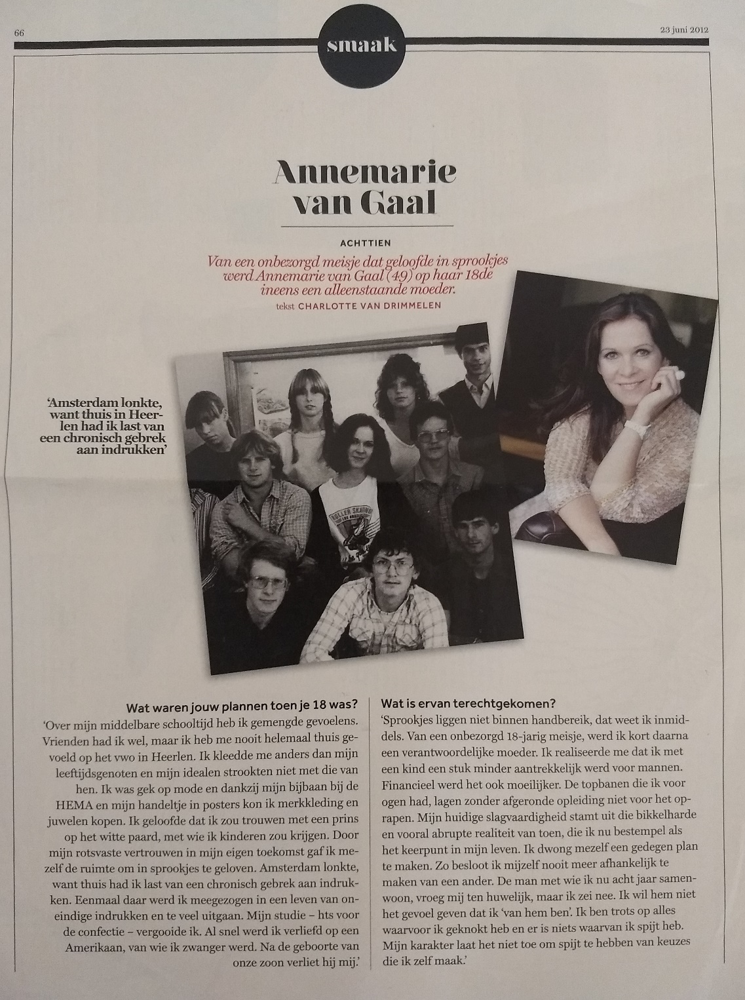 66
smaak
23 juni 2012
Annemarie
van Gaal
ACHTTIEN
Van een onbezorgd meisje dat geloofde in sprookjes
werd Annemarie van Gaal (49) op haar 18de
ineens een alleenstaande moeder.
tekst CHARLOTTE VAN DRIMMELEN
'Amsterdam lonkte,
want thuis in Heer-
len had ik last van
een chronisch gebrek
aan indrukken'
ROLLER SKATING
LOS ANGELES
Wat waren jouw plannen toen je 18 was?
'Over mijn middelbare schooltijd heb ik gemengde gevoelens.
Vrienden had ik wel, maar ik heb me nooit helemaal thuis ge-
voeld op het vwo in Heerlen. Ik kleedde me anders dan mijn
leeftijdsgenoten en mijn idealen strookten niet met die van
hen. Ik was gek op mode en dankzij mijn bijbaan bij de
HEMA en mijn handeltje in posters kon ik merkkleding en
juwelen kopen. Ik geloofde dat ik zou trouwen met een prins
op het witte paard, met wie ik kinderen zou krijgen. Door
mijn rotsvaste vertrouwen in mijn eigen toekomst gaf ik me-
zelf de ruimte om in sprookjes te geloven. Amsterdam lonkte,
want thuis had ik last van een chronisch gebrek aan indruk-
ken. Eenmaal daar werd ik meegezogen in een leven van on-
eindige indrukken en te veel uitgaan. Mijn studie – hts voor
de confectie – vergooide ik. Al snel werd ik verliefd op een
Amerikaan, van wie ik zwanger werd. Na de geboorte van
onze zoon verliet hij mij.'
Wat is ervan terechtgekomen?
'Sprookjes liggen niet binnen handbereik, dat weet ik inmid-
dels. Van een onbezorgd 18-jarig meisje, werd ik kort daarna
een verantwoordelijke moeder. Ik realiseerde me dat ik met
een kind een stuk minder aantrekkelijk werd voor mannen.
Financieel werd het ook moeilijker. De topbanen die ik voor
ogen had, lagen zonder afgeronde opleiding niet voor het op-
rapen. Mijn huidige slagvaardigheid stamt uit die bikkelharde
en vooral abrupte realiteit van toen, die ik nu bestempel als
het keerpunt in mijn leven. Ik dwong mezelf een gedegen plan
te maken. Zo besloot ik mijzelf nooit meer afhankelijk te
maken van een ander. De man met wie ik nu acht jaar samen-
woon, vroeg mij ten huwelijk, maar ik zei nee. Ik wil hem niet
het gevoel geven dat ik 'van hem ben'. Ik ben trots op alles
waarvoor ik geknokt heb en er is niets waarvan ik spijt heb.
Mijn karakter laat het niet toe om spijt te hebben van keuzes
die ik zelf maak.'